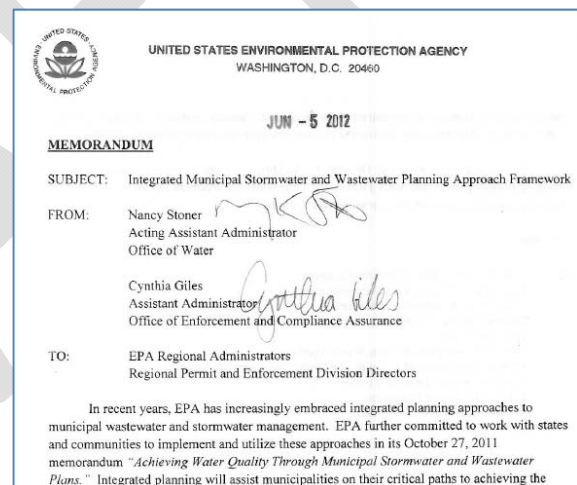 UNITED STATES ENVIRONMENTAL PROTECTION AGENCY
WASHINGTON, D.C. 20460
JUN - 5 2012
MEMORANDUM
SUBJECT: Integrated Municipal Stormwater and Wastewater Planning Approach Framework
FROM: Nancy Stoner
Acting Assistant Administrator
Office of Water
Cynthia Giles
Assistant Administrator
Cynthia Giles
Office of Enforcement and Compliance Assurance
TO: EPA Regional Administrators
Regional Permit and Enforcement Division Directors
In recent years, EPA has increasingly embraced integrated planning approaches to
municipal wastewater and stormwater management. EPA further committed to work with states
and communities to implement and utilize these approaches in its October 27, 2011
memorandum "Achieving Water Quality Through Municipal Stormwater and Wastewater
Plans." Integrated planning will assist municipalities on their critical paths to achieving the